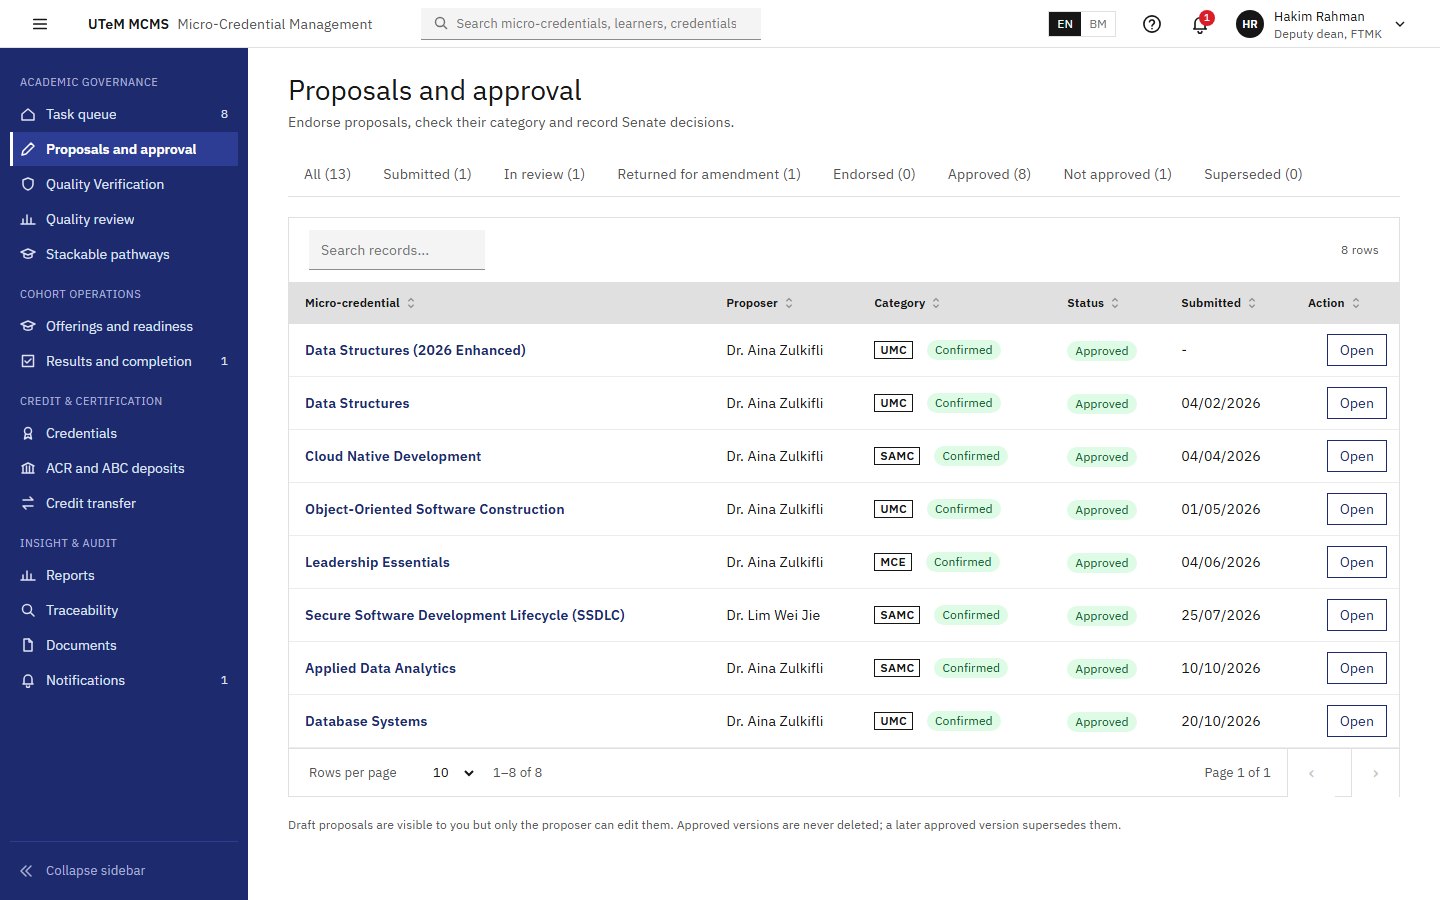 UTeM MCMS Micro-Credential Management
Search micro-credentials, learners, credentials
EN BM
1
HR
Hakim Rahman
Deputy dean, FTMK
ACADEMIC GOVERNANCE
Task queue 8
Proposals and approval
Quality Verification
Quality review
Stackable pathways
COHORT OPERATIONS
Offerings and readiness
Results and completion 1
CREDIT & CERTIFICATION
Credentials
ACR and ABC deposits
Credit transfer
INSIGHT & AUDIT
Reports
Traceability
Documents
Notifications 1
Collapse sidebar
Proposals and approval
Endorse proposals, check their category and record Senate decisions.
All (13) Submitted (1) In review (1) Returned for amendment (1) Endorsed (0) Approved (8) Not approved (1) Superseded (0)
Search records...
8 rows
Micro-credential Proposer Category Status Submitted Action
Data Structures (2026 Enhanced) Dr. Aina Zulkifli UMC Confirmed Approved - Open
Data Structures Dr. Aina Zulkifli UMC Confirmed Approved 04/02/2026 Open
Cloud Native Development Dr. Aina Zulkifli SAMC Confirmed Approved 04/04/2026 Open
Object-Oriented Software Construction Dr. Aina Zulkifli UMC Confirmed Approved 01/05/2026 Open
Leadership Essentials Dr. Aina Zulkifli MCE Confirmed Approved 04/06/2026 Open
Secure Software Development Lifecycle (SSDLC) Dr. Lim Wei Jie SAMC Confirmed Approved 25/07/2026 Open
Applied Data Analytics Dr. Aina Zulkifli SAMC Confirmed Approved 10/10/2026 Open
Database Systems Dr. Aina Zulkifli UMC Confirmed Approved 20/10/2026 Open
Rows per page 10 1–8 of 8 Page 1 of 1 ‹ ›
Draft proposals are visible to you but only the proposer can edit them. Approved versions are never deleted; a later approved version supersedes them.